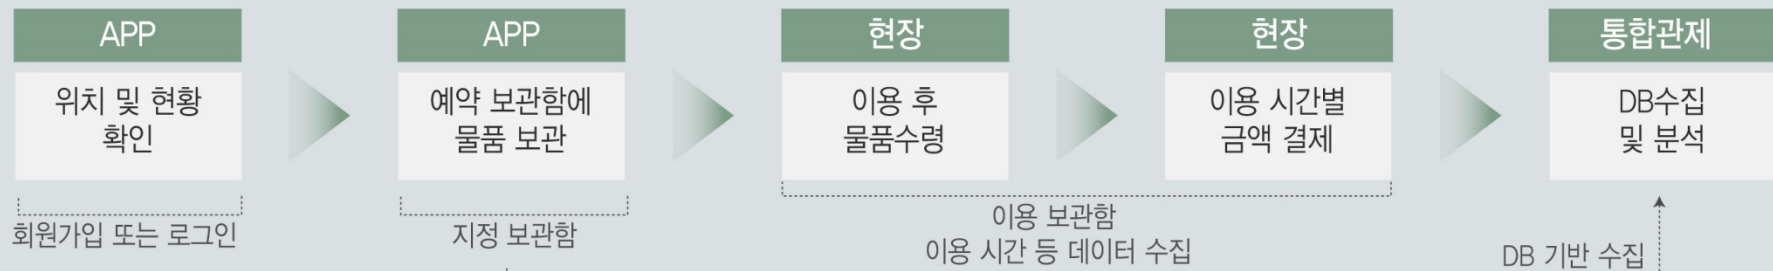 APP
위치 및 현황
확인
회원가입 또는 로그인
APP
예약 보관함에
물품 보관
지정 보관함
현장
이용 후
물품수령
현장
이용 시간별
금액 결제
이용 보관함
이용 시간 등 데이터 수집
통합관제
DB수집
및 분석
DB 기반 수집